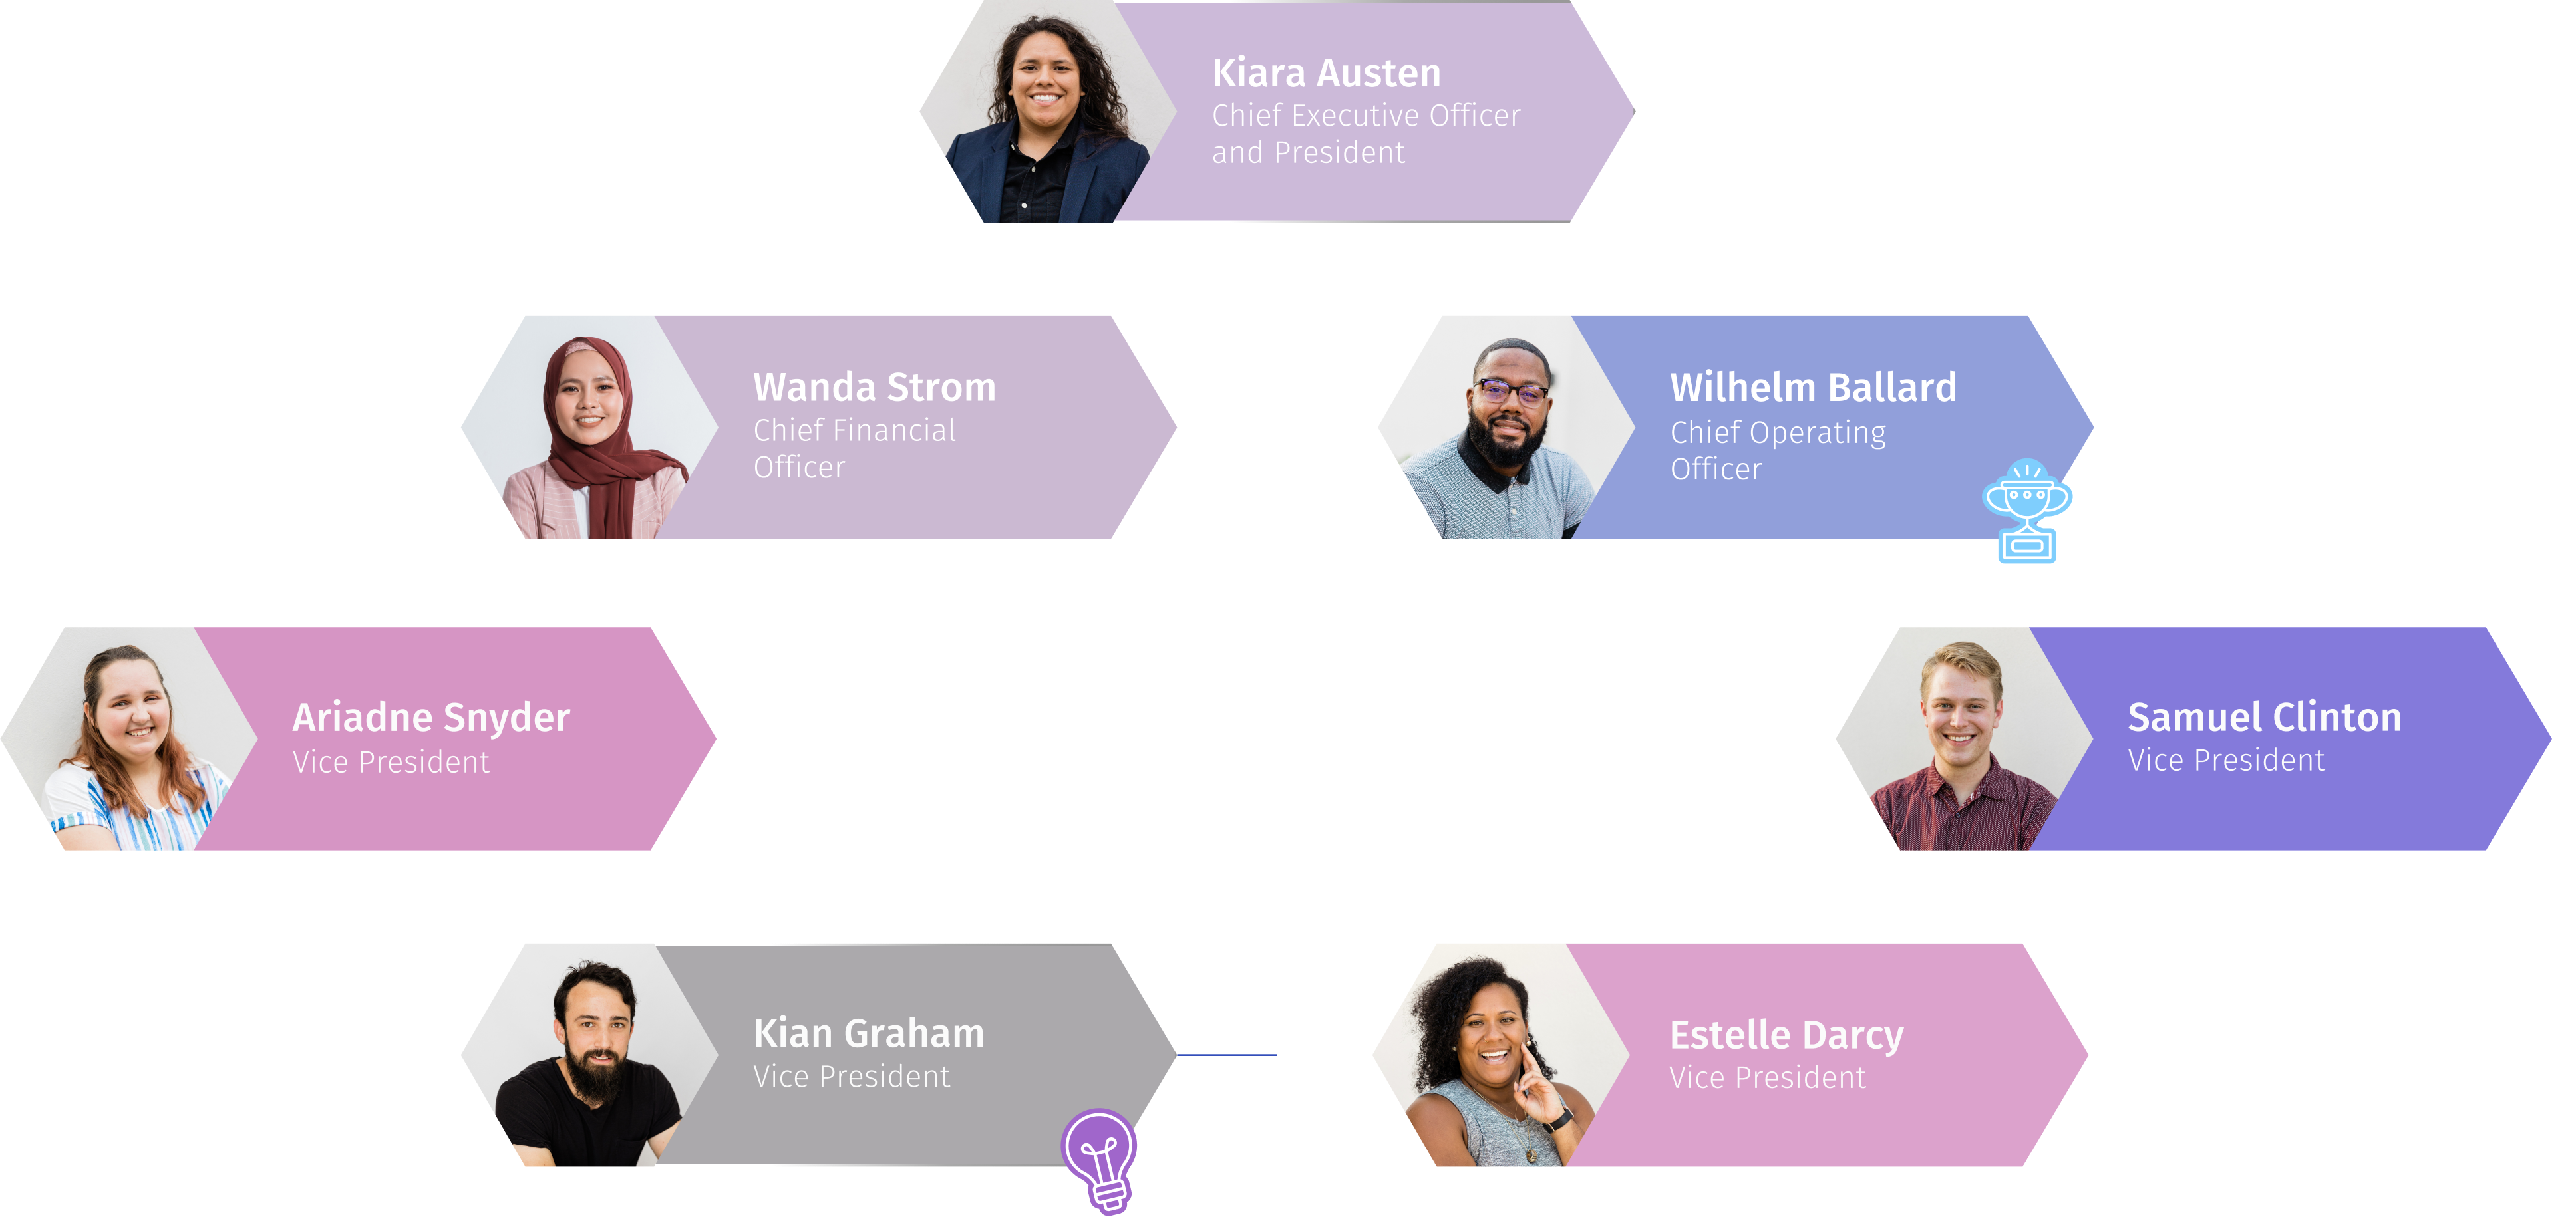 Kiara Austen
Chief Executive Officer
and President
Wanda Strom
Chief Financial
Officer
Wilhelm Ballard
Chief Operating
Officer
Ariadne Snyder
Vice President
Samuel Clinton
Vice President
Kian Graham
Vice President
Estelle Darcy
Vice President